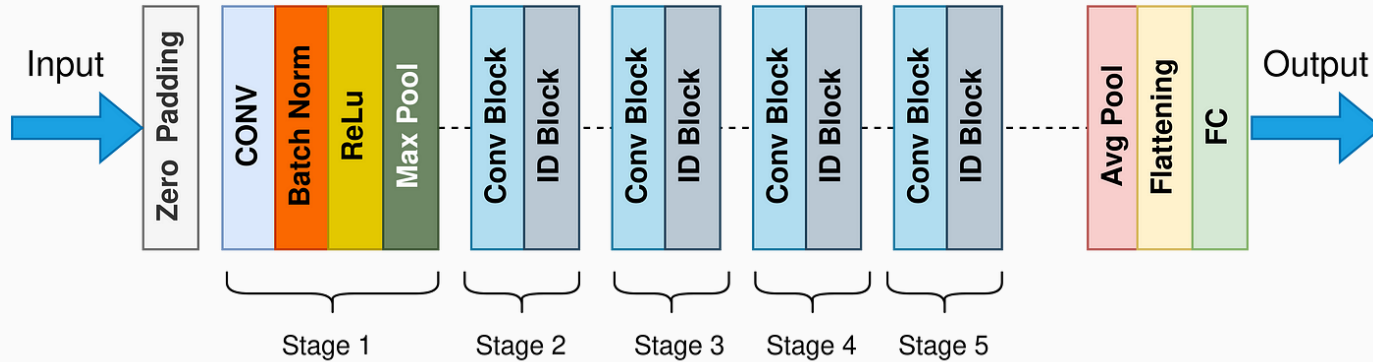 Input
Zero Padding
CONV
Batch Norm
ReLu
Max Pool
Conv Block
ID Block
Conv Block
ID Block
Conv Block
ID Block
Conv Block
ID Block
Avg Pool
Flattening
FC
Output
Stage 1
Stage 2
Stage 3
Stage 4
Stage 5